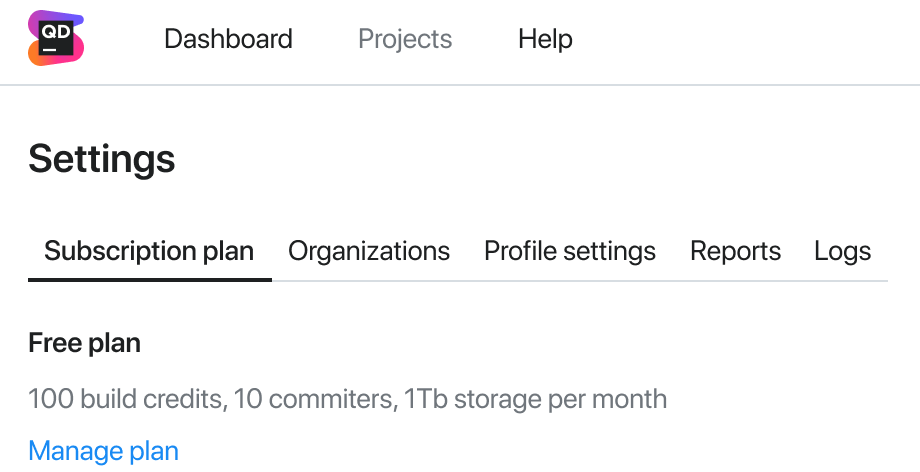 QD
Dashboard Projects Help
Settings
Subscription plan Organizations Profile settings Reports Logs
Free plan
100 build credits, 10 commiters, 1Tb storage per month
Manage plan